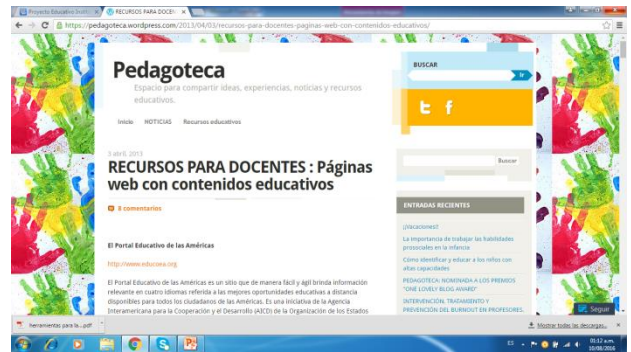 Proyecto Educativo Instit
RECURSOS PARA DOCEN
https://pedagoteca.wordpress.com/2013/04/03/recursos-para-docentes-paginas-web-con-contenidos-educativos/
Pedagoteca
Espacio para compartir ideas, experiencias, noticias y recursos
educativos.
Inicio NOTICIAS Recursos educativos
3 abril, 2013
RECURSOS PARA DOCENTES : Páginas
web con contenidos educativos
8 comentarios
El Portal Educativo de las Américas
http://www.educoea.org
El Portal Educativo de las Américas es un sitio que de manera fácil y ágil brinda información
relevante en cuatro idiomas referida a las mejores oportunidades educativas a distancia
disponibles para todos los ciudadanos de las Américas. Es una iniciativa de la Agencia
Interamericana para la Cooperación y el Desarrollo (AICD) de la Organización de los Estados
BUSCAR
Ir
Buscar
ENTRADAS RECIENTES
¡Vacaciones!!
La importancia de trabajar las habilidades
prosociales en la infancia
Cómo identificar y educar a los niños con
altas capacidades
PEDAGOTECA: NOMINADA A LOS PREMIOS
"ONE LOVELY BLOG AWARD"
INTERVENCIÓN, TRATAMIENTO Y
PREVENCIÓN DEL BURNOUT EN PROFESORES.
Seguir
herramientas para la....pdf
Mostrar todas las descargas...
ES
01:12 a.m.
10/08/2016